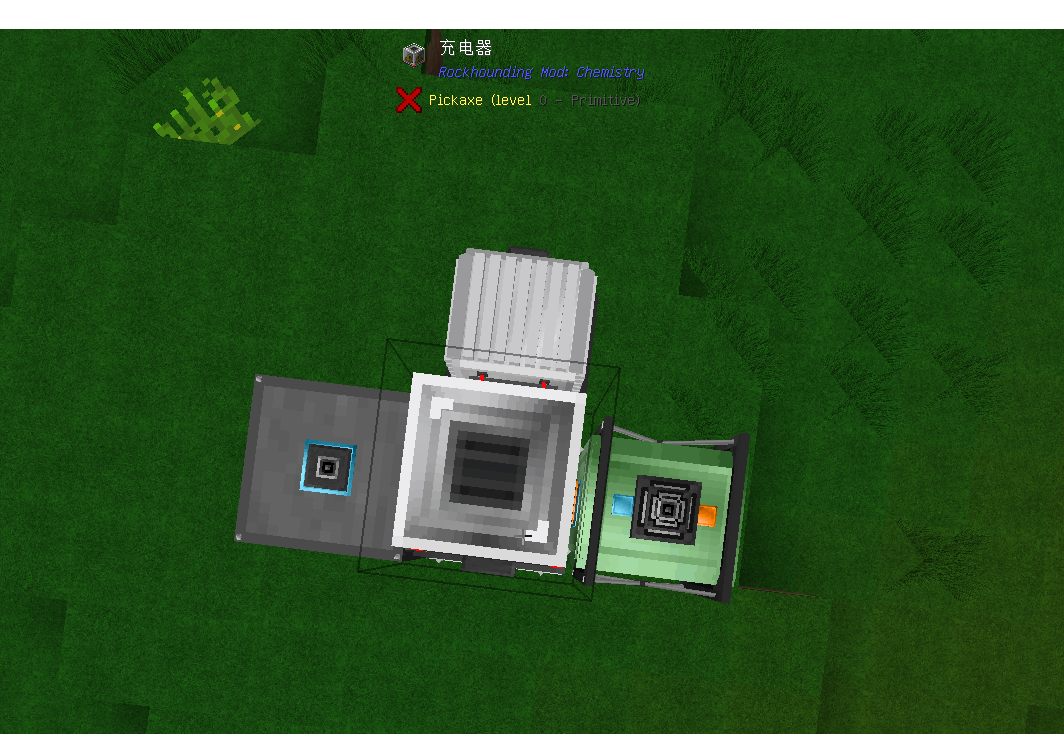 充电器
Rockhounding Mod: Chemistry
Pickaxe (level 0 - Primitive)